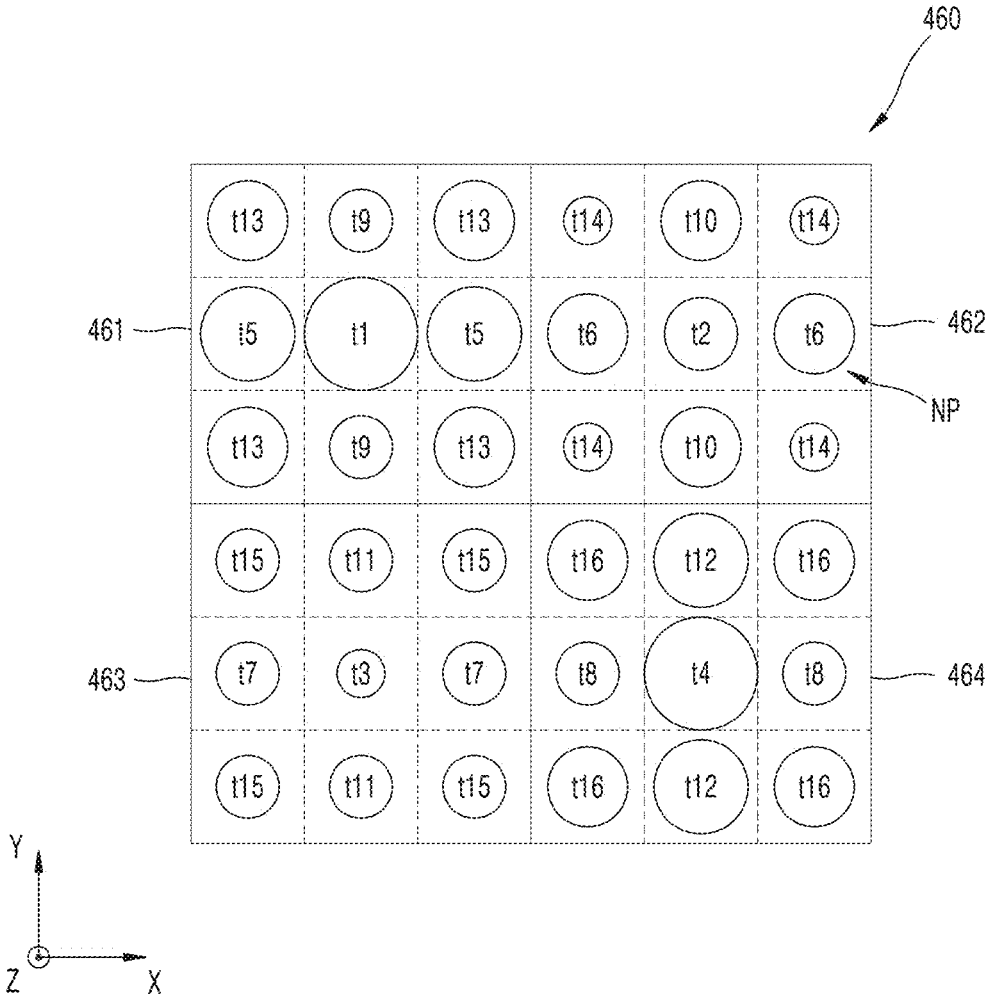 460
t13 t9 t13 t14 t10 t14
461 t5 t1 t5 t6 t2 t6 462
NP
t13 t9 t13 t14 t10 t14
t15 t11 t15 t16 t12 t16
463 t7 t3 t7 t8 t4 t8 464
t15 t11 t15 t16 t12 t16
Y
Z X